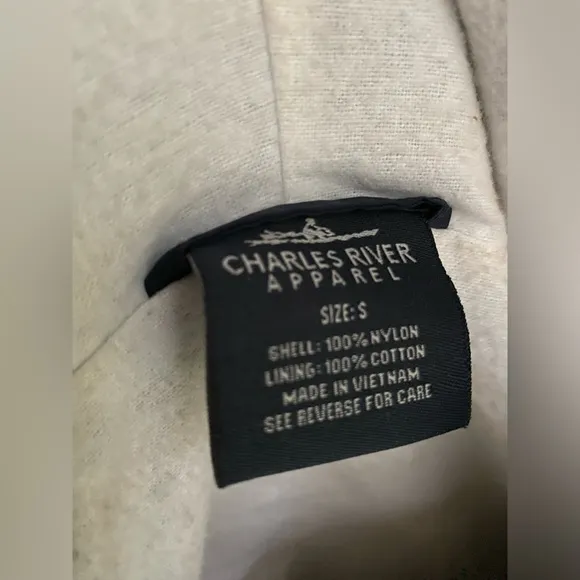 CHARLES RIVER
APPAREL
SIZE: S
SHELL: 100% NYLON
LINING: 100% COTTON
MADE IN VIETNAM
SEE REVERSE FOR CARE